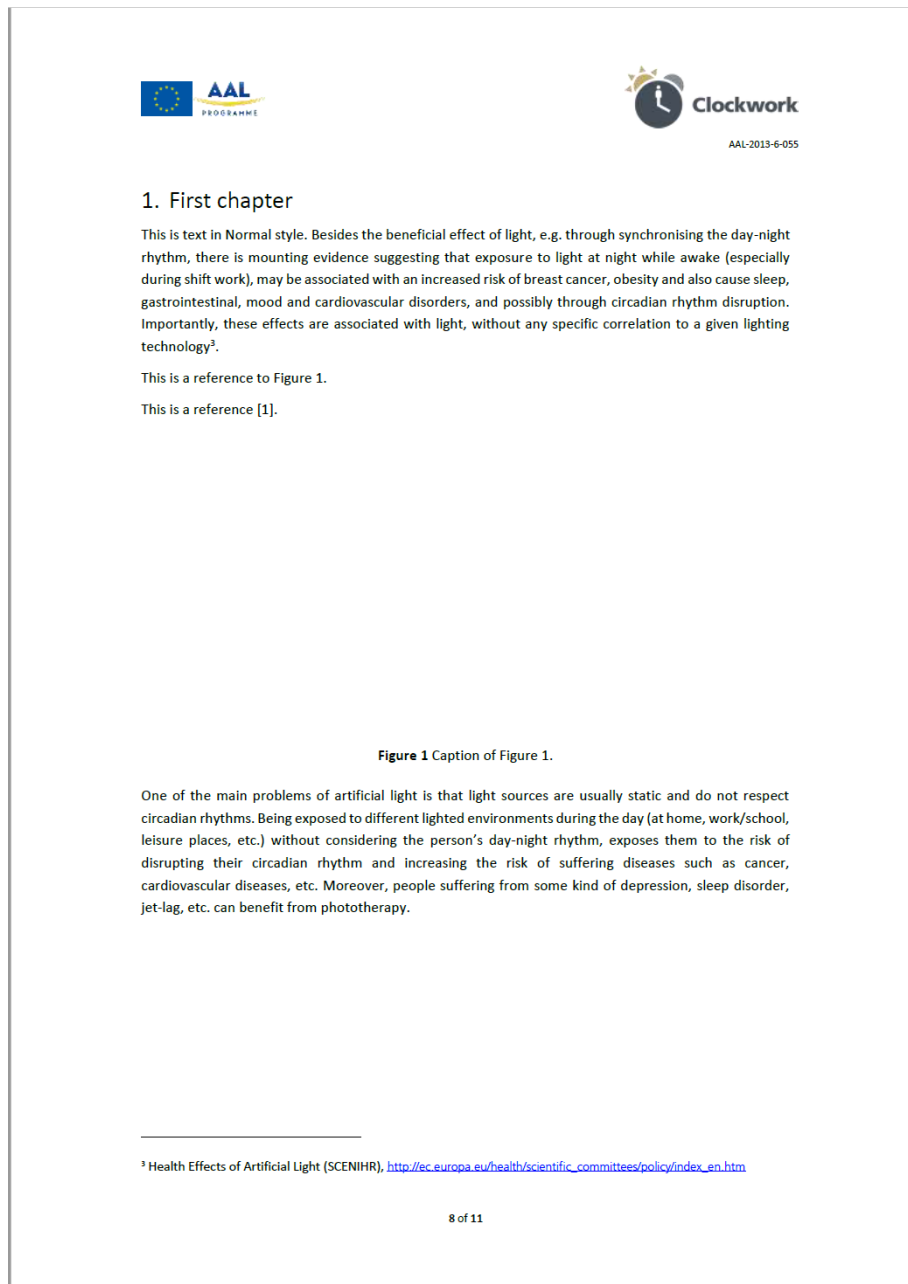 AAL
PROGRAMME
Clockwork
AAL-2013-6-055
1. First chapter
This is text in Normal style. Besides the beneficial effect of light, e.g. through synchronising the day-night
rhythm, there is mounting evidence suggesting that exposure to light at night while awake (especially
during shift work), may be associated with an increased risk of breast cancer, obesity and also cause sleep,
gastrointestinal, mood and cardiovascular disorders, and possibly through circadian rhythm disruption.
Importantly, these effects are associated with light, without any specific correlation to a given lighting
technology³.
This is a reference to Figure 1.
This is a reference [1].
Figure 1 Caption of Figure 1.
One of the main problems of artificial light is that light sources are usually static and do not respect
circadian rhythms. Being exposed to different lighted environments during the day (at home, work/school,
leisure places, etc.) without considering the person's day-night rhythm, exposes them to the risk of
disrupting their circadian rhythm and increasing the risk of suffering diseases such as cancer,
cardiovascular diseases, etc. Moreover, people suffering from some kind of depression, sleep disorder,
jet-lag, etc. can benefit from phototherapy.
³ Health Effects of Artificial Light (SCENIHR), http://ec.europa.eu/health/scientific_committees/policy/index_en.htm
8 of 11